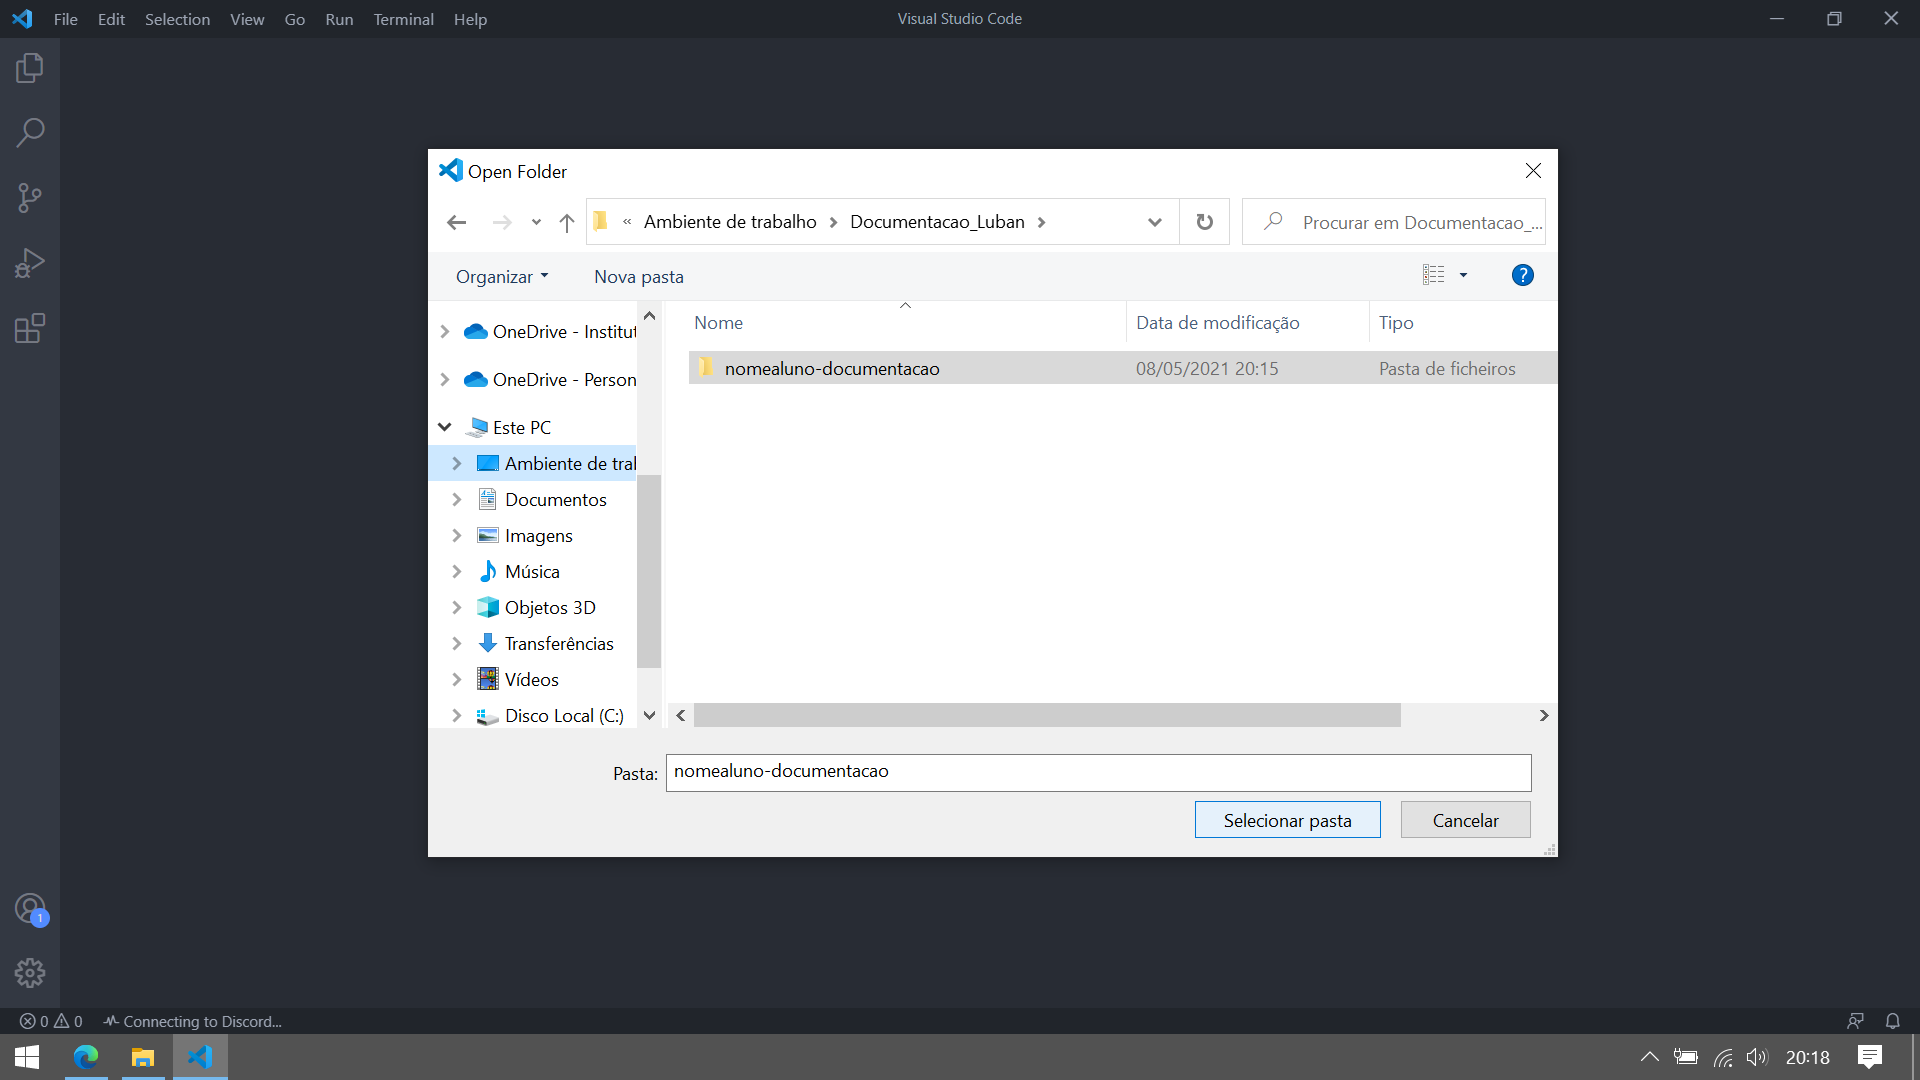 File Edit Selection View Go Run Terminal Help
Visual Studio Code
Open Folder
« Ambiente de trabalho Documentacao_Luban
Procurar em Documentacao_...
Organizar
Nova pasta
?
Nome
Data de modificação
Tipo
nomealuno-documentacao
08/05/2021 20:15
Pasta de ficheiros
OneDrive - Institut
OneDrive - Person
Este PC
Ambiente de tral
Documentos
Imagens
Música
Objetos 3D
Transferências
Vídeos
Disco Local (C:)
Pasta:
nomealuno-documentacao
Selecionar pasta
Cancelar
1
0 0 Connecting to Discord...
20:18